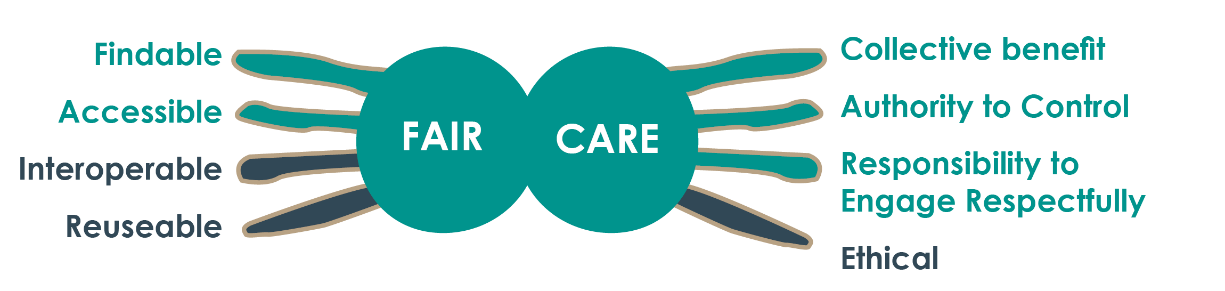 Findable
Accessible
Interoperable
Reuseable
FAIR
CARE
Collective benefit
Authority to Control
Responsibility to
Engage Respectfully
Ethical